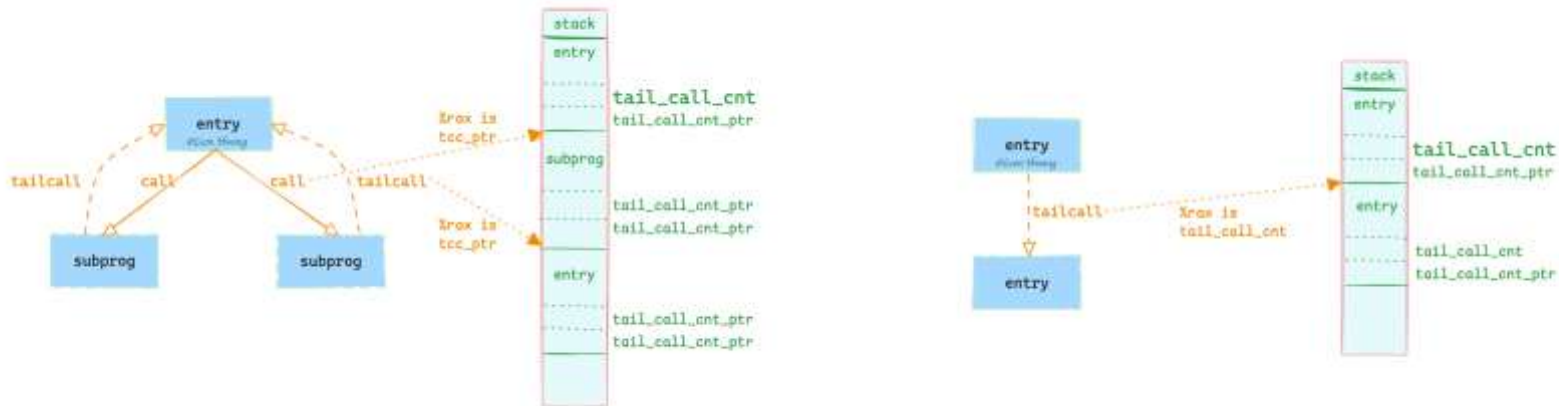 stack
entry
tail_call_cnt
tail_call_cnt_ptr
entry
%rax is
tcc_ptr
subprog
tailcall
call
call
tailcall
tail_call_cnt_ptr
tail_call_cnt_ptr
%rax is
tcc_ptr
subprog
subprog
entry
tail_call_cnt_ptr
tail_call_cnt_ptr
stack
entry
entry
tail_call_cnt
tail_call_cnt_ptr
tailcall
%rax is
tail_call_cnt
entry
tail_call_cnt
tail_call_cnt_ptr
entry